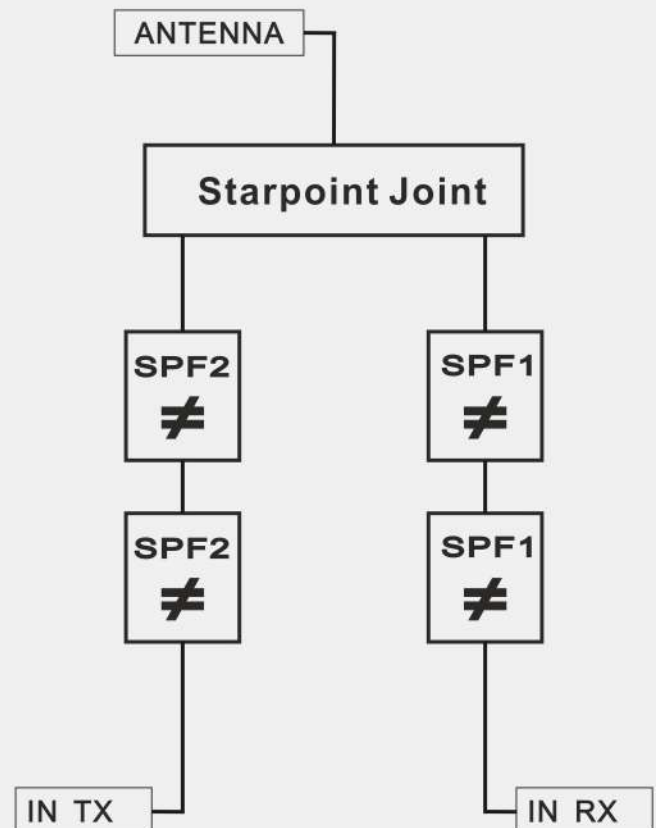 ANTENNA
Starpoint Joint
SPF2
≠
SPF1
≠
SPF2
≠
SPF1
≠
IN TX
IN RX